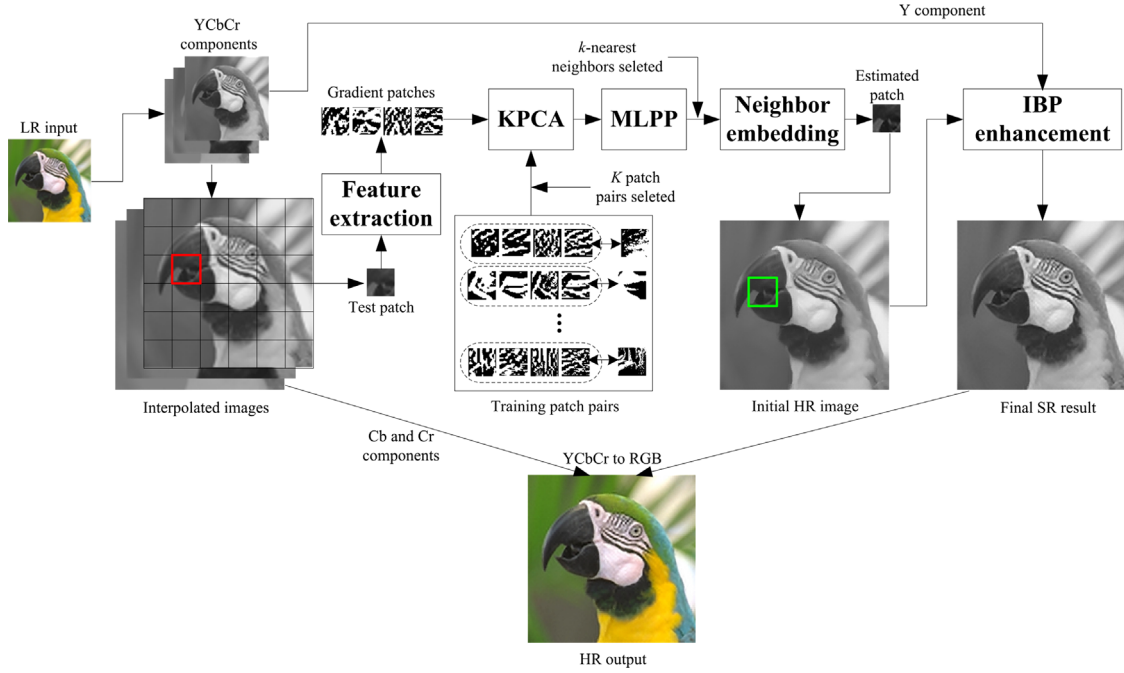 Y component
YCbCr
components
k-nearest
neighbors seleted
Estimated
patch
Gradient patches
LR input
KPCA
MLPP
Neighbor
embedding
IBP
enhancement
Feature
extraction
K patch
pairs seleted
Test patch
Interpolated images
Training patch pairs
Initial HR image
Final SR result
Cb and Cr
components
YCbCr to RGB
HR output